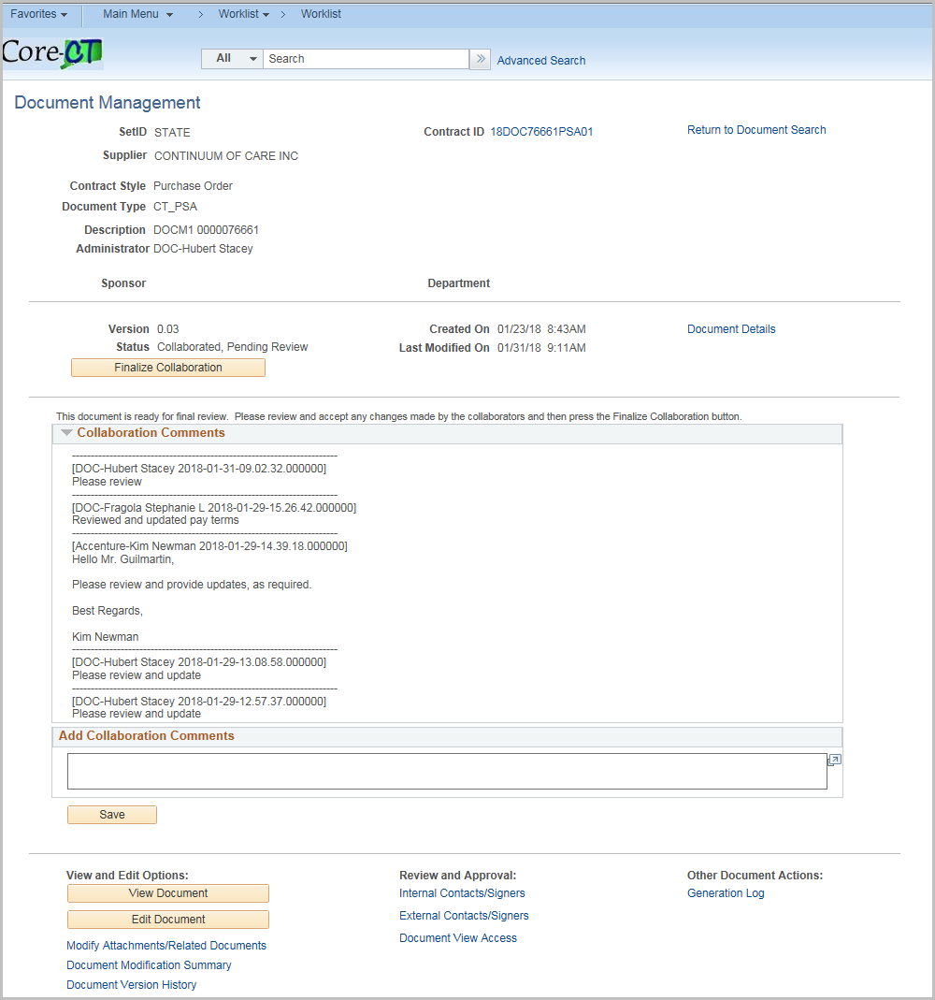 Favorites Main Menu > Worklist > Worklist
Core-CT
All Search » Advanced Search
Document Management
SetID STATE Contract ID 18DOC76661PSA01 Return to Document Search
Supplier CONTINUUM OF CARE INC
Contract Style Purchase Order
Document Type CT_PSA
Description DOCM1 0000076661
Administrator DOC-Hubert Stacey
Sponsor Department
Version 0.03 Created On 01/23/18 8:43AM Document Details
Status Collaborated, Pending Review Last Modified On 01/31/18 9:11AM
Finalize Collaboration
This document is ready for final review. Please review and accept any changes made by the collaborators and then press the Finalize Collaboration button.
Collaboration Comments
-----------------------------------------------------------------------
[DOC-Hubert Stacey 2018-01-31-09.02.32.000000]
Please review
-----------------------------------------------------------------------
[DOC-Fragola Stephanie L 2018-01-29-15.26.42.000000]
Reviewed and updated pay terms
-----------------------------------------------------------------------
[Accenture-Kim Newman 2018-01-29-14.39.18.000000]
Hello Mr. Guilmartin,
Please review and provide updates, as required.
Best Regards,
Kim Newman
-----------------------------------------------------------------------
[DOC-Hubert Stacey 2018-01-29-13.08.58.000000]
Please review and update
-----------------------------------------------------------------------
[DOC-Hubert Stacey 2018-01-29-12.57.37.000000]
Please review and update
Add Collaboration Comments
Save
View and Edit Options: Review and Approval: Other Document Actions:
View Document Internal Contacts/Signers Generation Log
Edit Document External Contacts/Signers
Document View Access
Modify Attachments/Related Documents
Document Modification Summary
Document Version History